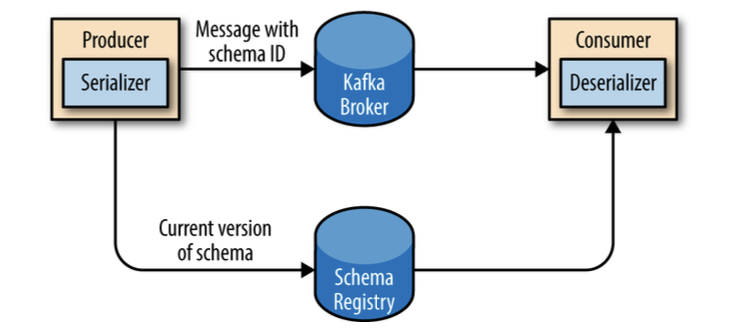 Producer
Serializer
Message with
schema ID
Kafka
Broker
Consumer
Deserializer
Current version
of schema
Schema
Registry